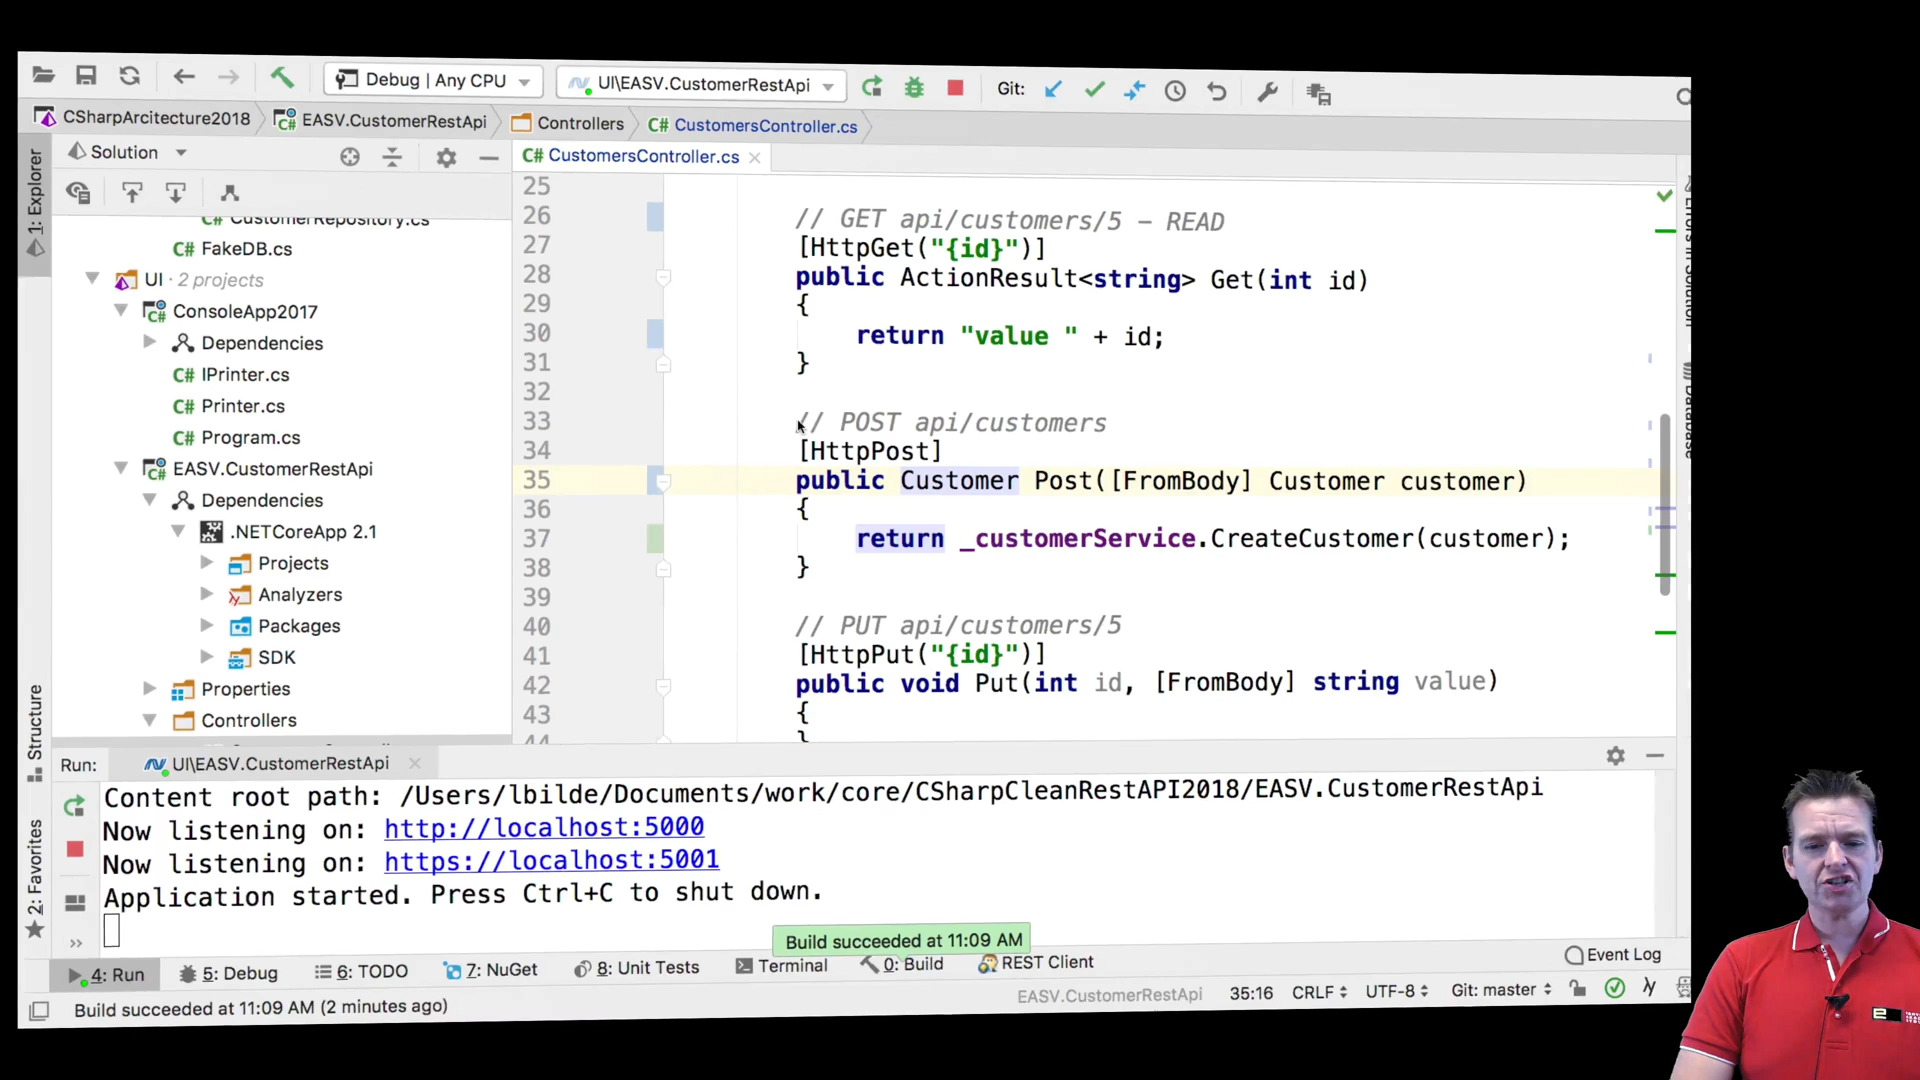 Debug | Any CPU
UI\EASV.CustomerRestApi
Git:
CSharpArcitecture2018
EASV.CustomerRestApi
Controllers
C# CustomersController.cs
1: Explorer
Solution
C# CustomersController.cs
C# CustomerRepository.cs
C# FakeDB.cs
UI · 2 projects
ConsoleApp2017
Dependencies
C# IPrinter.cs
C# Printer.cs
C# Program.cs
EASV.CustomerRestApi
Dependencies
.NETCoreApp 2.1
Projects
Analyzers
Packages
SDK
Properties
Controllers
25
26 // GET api/customers/5 – READ
27 [HttpGet("{id}")]
28 public ActionResult<string> Get(int id)
29 {
30 return "value " + id;
31 }
32
33 // POST api/customers
34 [HttpPost]
35 public Customer Post([FromBody] Customer customer)
36 {
37 return _customerService.CreateCustomer(customer);
38 }
39
40 // PUT api/customers/5
41 [HttpPut("{id}")]
42 public void Put(int id, [FromBody] string value)
43 {
44 }
Errors In Solution
Database
Structure
2: Favorites
Run: UI\EASV.CustomerRestApi
Content root path: /Users/lbilde/Documents/work/core/CSharpCleanRestAPI2018/EASV.CustomerRestApi
Now listening on: http://localhost:5000
Now listening on: https://localhost:5001
Application started. Press Ctrl+C to shut down.
Build succeeded at 11:09 AM
4: Run
5: Debug
6: TODO
7: NuGet
8: Unit Tests
Terminal
0: Build
REST Client
Event Log
Build succeeded at 11:09 AM (2 minutes ago)
EASV.CustomerRestApi
35:16
CRLF
UTF-8
Git: master